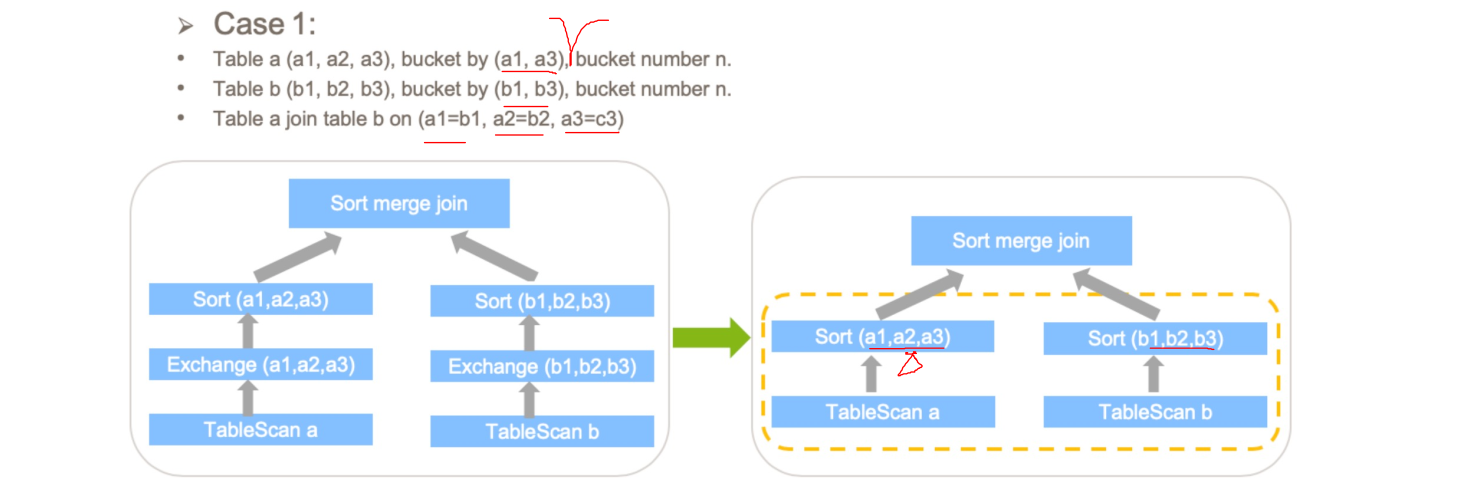 Case 1:
Table a (a1, a2, a3), bucket by (a1, a3), bucket number n.
Table b (b1, b2, b3), bucket by (b1, b3), bucket number n.
Table a join table b on (a1=b1, a2=b2, a3=c3)
Sort merge join
Sort (a1,a2,a3)
Sort (b1,b2,b3)
Exchange (a1,a2,a3)
Exchange (b1,b2,b3)
TableScan a
TableScan b
Sort merge join
Sort (a1,a2,a3)
Sort (b1,b2,b3)
TableScan a
TableScan b